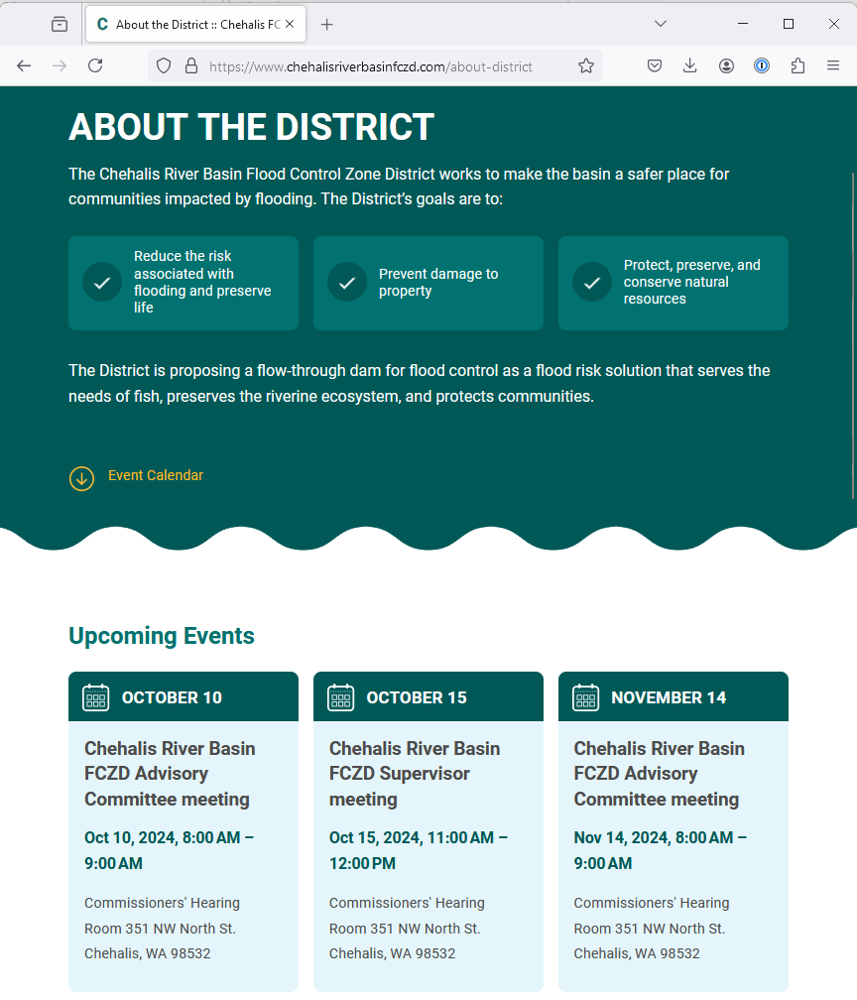 About the District :: Chehalis FC
https://www.chehalisriverbasinfczd.com/about-district
ABOUT THE DISTRICT
The Chehalis River Basin Flood Control Zone District works to make the basin a safer place for
communities impacted by flooding. The District’s goals are to:
Reduce the risk
associated with
flooding and preserve
life
Prevent damage to
property
Protect, preserve, and
conserve natural
resources
The District is proposing a flow-through dam for flood control as a flood risk solution that serves the
needs of fish, preserves the riverine ecosystem, and protects communities.
Event Calendar
Upcoming Events
OCTOBER 10
Chehalis River Basin
FCZD Advisory
Committee meeting
Oct 10, 2024, 8:00 AM –
9:00 AM
Commissioners' Hearing
Room 351 NW North St.
Chehalis, WA 98532
OCTOBER 15
Chehalis River Basin
FCZD Supervisor
meeting
Oct 15, 2024, 11:00 AM –
12:00 PM
Commissioners' Hearing
Room 351 NW North St.
Chehalis, WA 98532
NOVEMBER 14
Chehalis River Basin
FCZD Advisory
Committee meeting
Nov 14, 2024, 8:00 AM –
9:00 AM
Commissioners' Hearing
Room 351 NW North St.
Chehalis, WA 98532